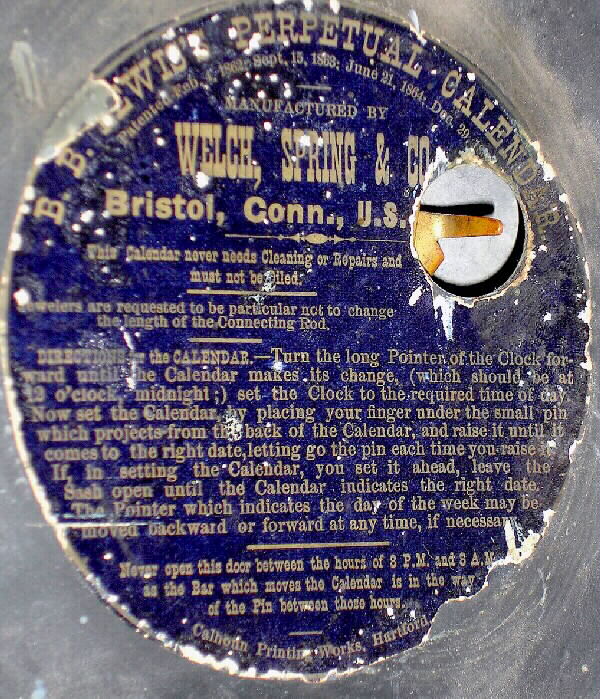 B. B. LEWIS' PERPETUAL CALENDAR
Patented Feb. 4, 1862; Sept. 15, 1863; June 21, 1864, Dec. 29
MANUFACTURED BY
WELCH, SPRING & CO
Bristol, Conn., U.S.
This Calendar never needs Cleaning or Repairs and
must not be oiled.
Jewelers are requested to be particular not to change
the length of the Connecting Rod.
DIRECTIONS for the CALENDAR.—Turn the long Pointer of the Clock for-
ward until the Calendar makes its change, (which should be at
12 o'clock, midnight;) set the Clock to the required time of day
Now set the Calendar, by placing your finger under the small pin
which projects from the back of the Calendar, and raise it until it
comes to the right date, letting go the pin each time you raise it
If, in setting the Calendar, you set it ahead, leave the
Sash open until the Calendar indicates the right date.
The Pointer which indicates the day of the week may be
moved backward or forward at any time, if necessary
Never open this door between the hours of 8 P.M. and 3 A.M.
as the Bar which moves the Calendar is in the way
of the Pin between those hours.
Calhoun Printing Works, Hartford